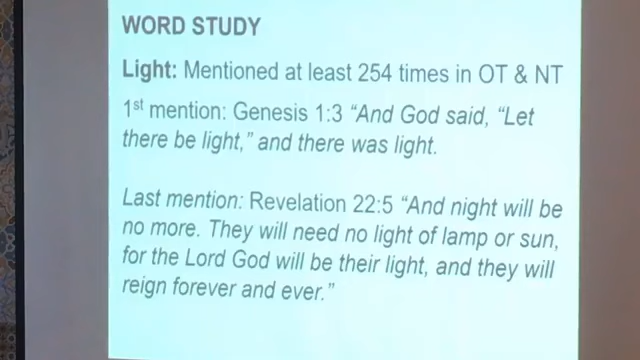 WORD STUDY
Light: Mentioned at least 254 times in OT & NT
1st mention: Genesis 1:3 “And God said, “Let
there be light,” and there was light.
Last mention: Revelation 22:5 “And night will be
no more. They will need no light of lamp or sun,
for the Lord God will be their light, and they will
reign forever and ever.”